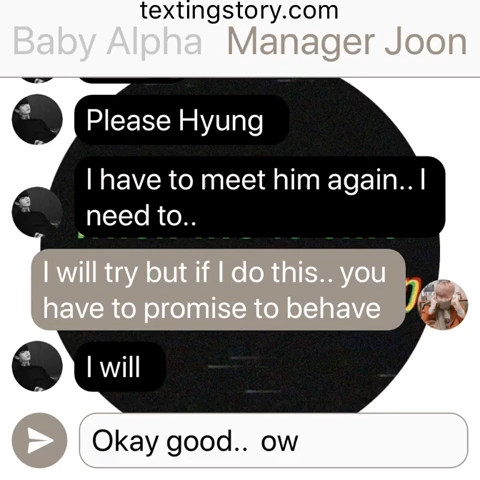 textingstory.com
Baby Alpha Manager Joon
Please Hyung
I have to meet him again.. I
need to..
I will try but if I do this.. you
have to promise to behave
I will
Okay good.. ow